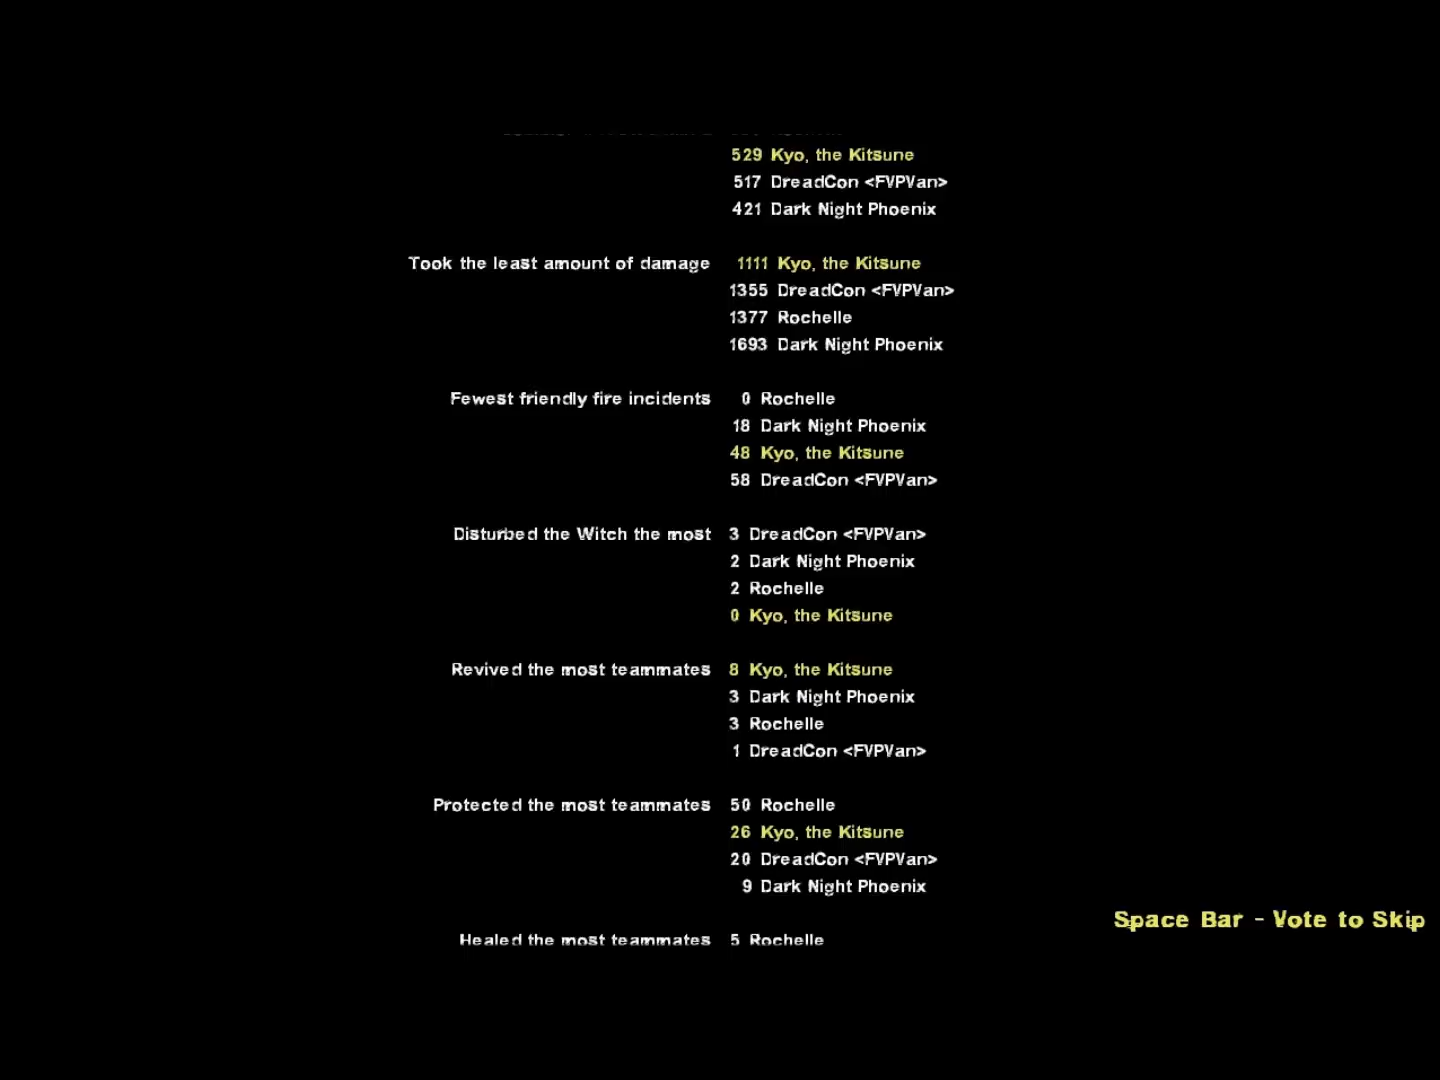 529 Kyo, the Kitsune
517 DreadCon <FVPVan>
421 Dark Night Phoenix
Took the least amount of damage 1111 Kyo, the Kitsune
1355 DreadCon <FVPVan>
1377 Rochelle
1693 Dark Night Phoenix
Fewest friendly fire incidents 0 Rochelle
18 Dark Night Phoenix
48 Kyo, the Kitsune
58 DreadCon <FVPVan>
Disturbed the Witch the most 3 DreadCon <FVPVan>
2 Dark Night Phoenix
2 Rochelle
0 Kyo, the Kitsune
Revived the most teammates 8 Kyo, the Kitsune
3 Dark Night Phoenix
3 Rochelle
1 DreadCon <FVPVan>
Protected the most teammates 50 Rochelle
26 Kyo, the Kitsune
20 DreadCon <FVPVan>
9 Dark Night Phoenix
Space Bar - Vote to Skip
Healed the most teammates 5 Rochelle